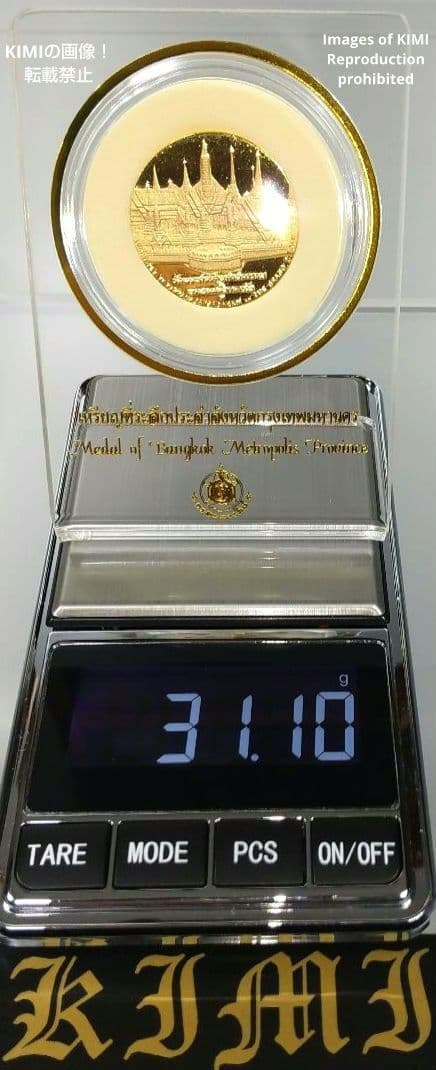 KIMIの画像！
転載禁止
Images of KIMI
Reproduction
prohibited
เหรียญที่ระลึกประจำจังหวัดกรุงเทพมหานคร
Medal of Bangkok Metropolis Province
g
31.10
TARE MODE PCS ON/OFF
KIMI